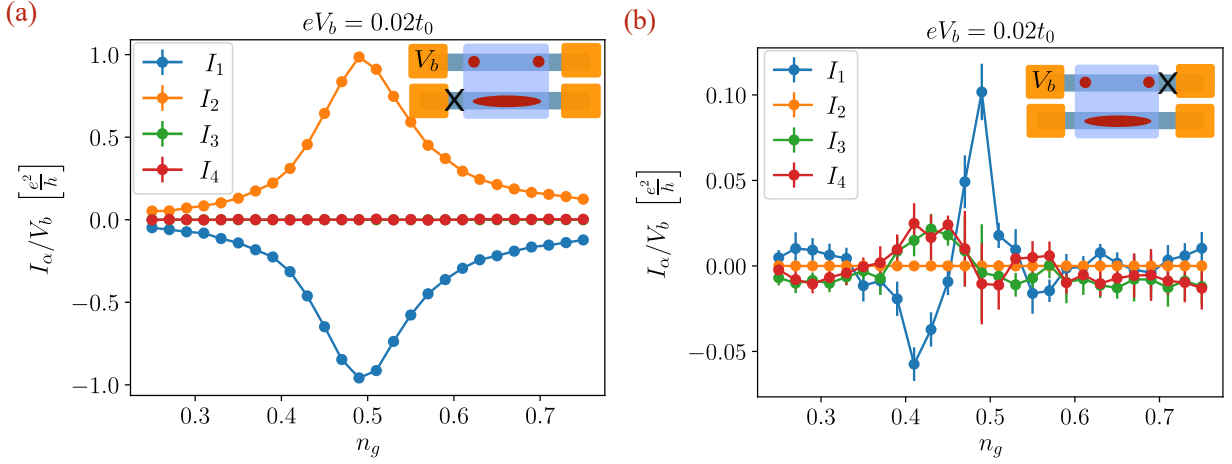 (a)
eV_b = 0.02t_0
1.0
0.5
0.0
−0.5
−1.0
I_α/V_b [e²/h]
I_1
I_2
I_3
I_4
V_b
X
0.3 0.4 0.5 0.6 0.7
n_g
(b)
eV_b = 0.02t_0
0.10
0.05
0.00
−0.05
I_α/V_b [e²/h]
I_1
I_2
I_3
I_4
V_b X
0.3 0.4 0.5 0.6 0.7
n_g